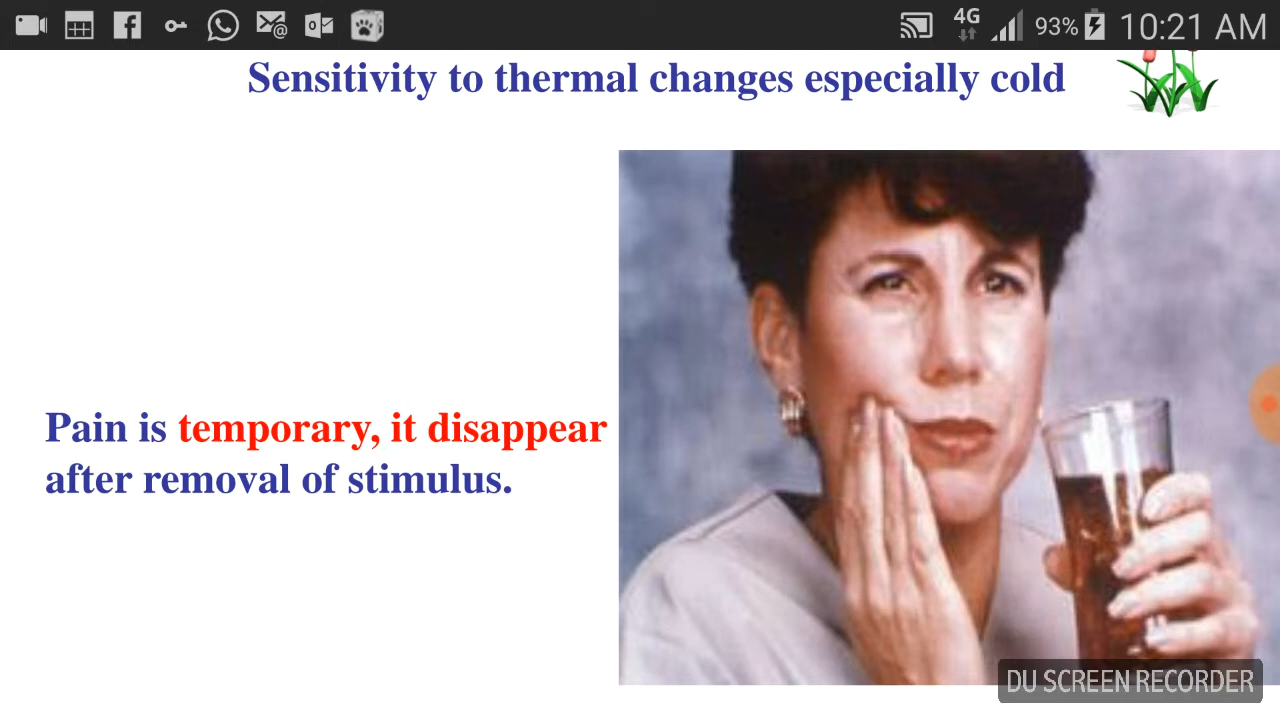 4G 93% 10:21 AM
Sensitivity to thermal changes especially cold
Pain is temporary, it disappear
after removal of stimulus.
DU SCREEN RECORDER